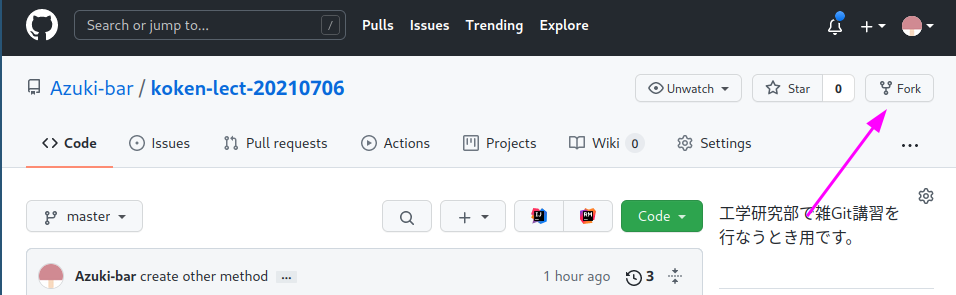 Search or jump to... /
Pulls Issues Trending Explore
Azuki-bar / koken-lect-20210706
Unwatch Star 0 Fork
Code Issues Pull requests Actions Projects Wiki 0 Settings
master
IJ RM Code
工学研究部で雑Git講習を
行なうとき用です。
Azuki-bar create other method ... 1 hour ago 3